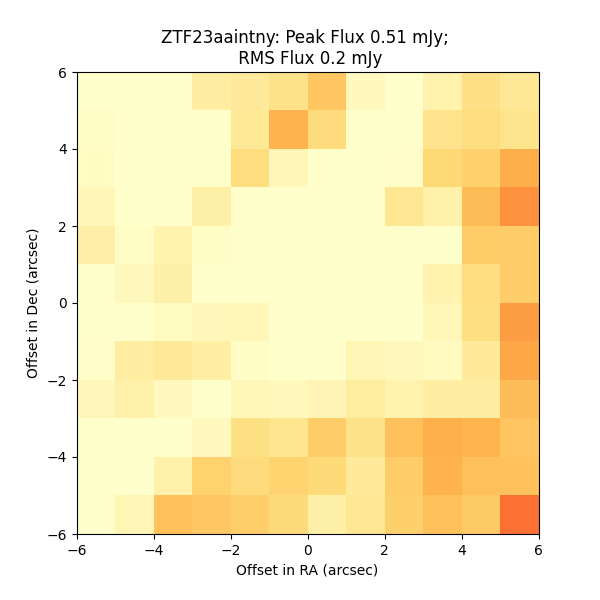 ZTF23aaintny: Peak Flux 0.51 mJy;
RMS Flux 0.2 mJy
6
4
2
0
−2
−4
−6
Offset in Dec (arcsec)
−6 −4 −2 0 2 4 6
Offset in RA (arcsec)